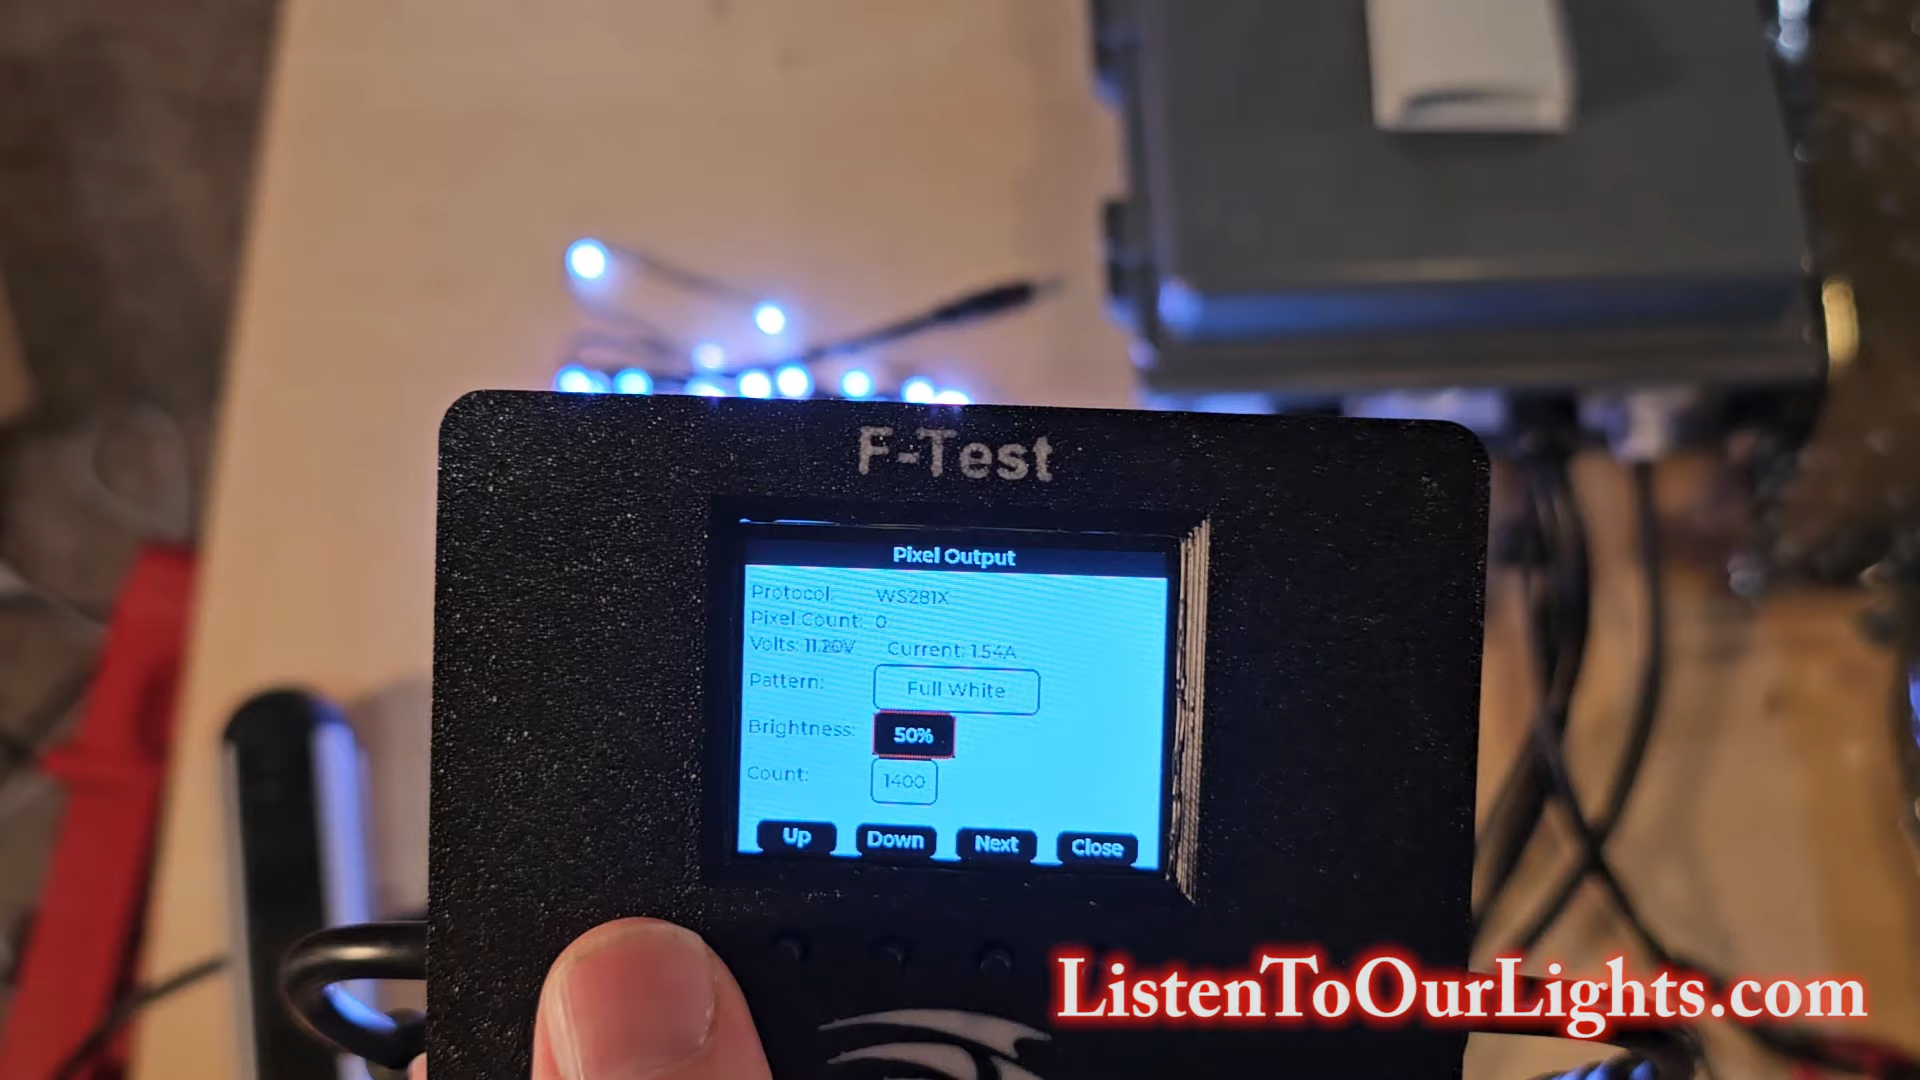 F-Test
Pixel Output
Protocol: WS281X
Pixel Count: 0
Volts: 11.20V Current: 1.54A
Pattern: Full White
Brightness: 50%
Count: 1400
Up Down Next Close
ListenToOurLights.com